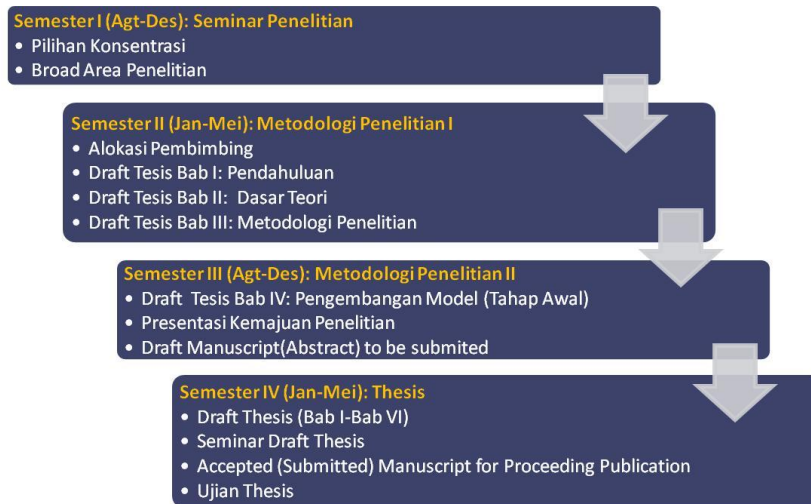 Semester I (Agt-Des): Seminar Penelitian
• Pilihan Konsentrasi
• Broad Area Penelitian
Semester II (Jan-Mei): Metodologi Penelitian I
• Alokasi Pembimbing
• Draft Tesis Bab I: Pendahuluan
• Draft Tesis Bab II: Dasar Teori
• Draft Tesis Bab III: Metodologi Penelitian
Semester III (Agt-Des): Metodologi Penelitian II
• Draft Tesis Bab IV: Pengembangan Model (Tahap Awal)
• Presentasi Kemajuan Penelitian
• Draft Manuscript(Abstract) to be submited
Semester IV (Jan-Mei): Thesis
• Draft Thesis (Bab I-Bab VI)
• Seminar Draft Thesis
• Accepted (Submitted) Manuscript for Proceeding Publication
• Ujian Thesis